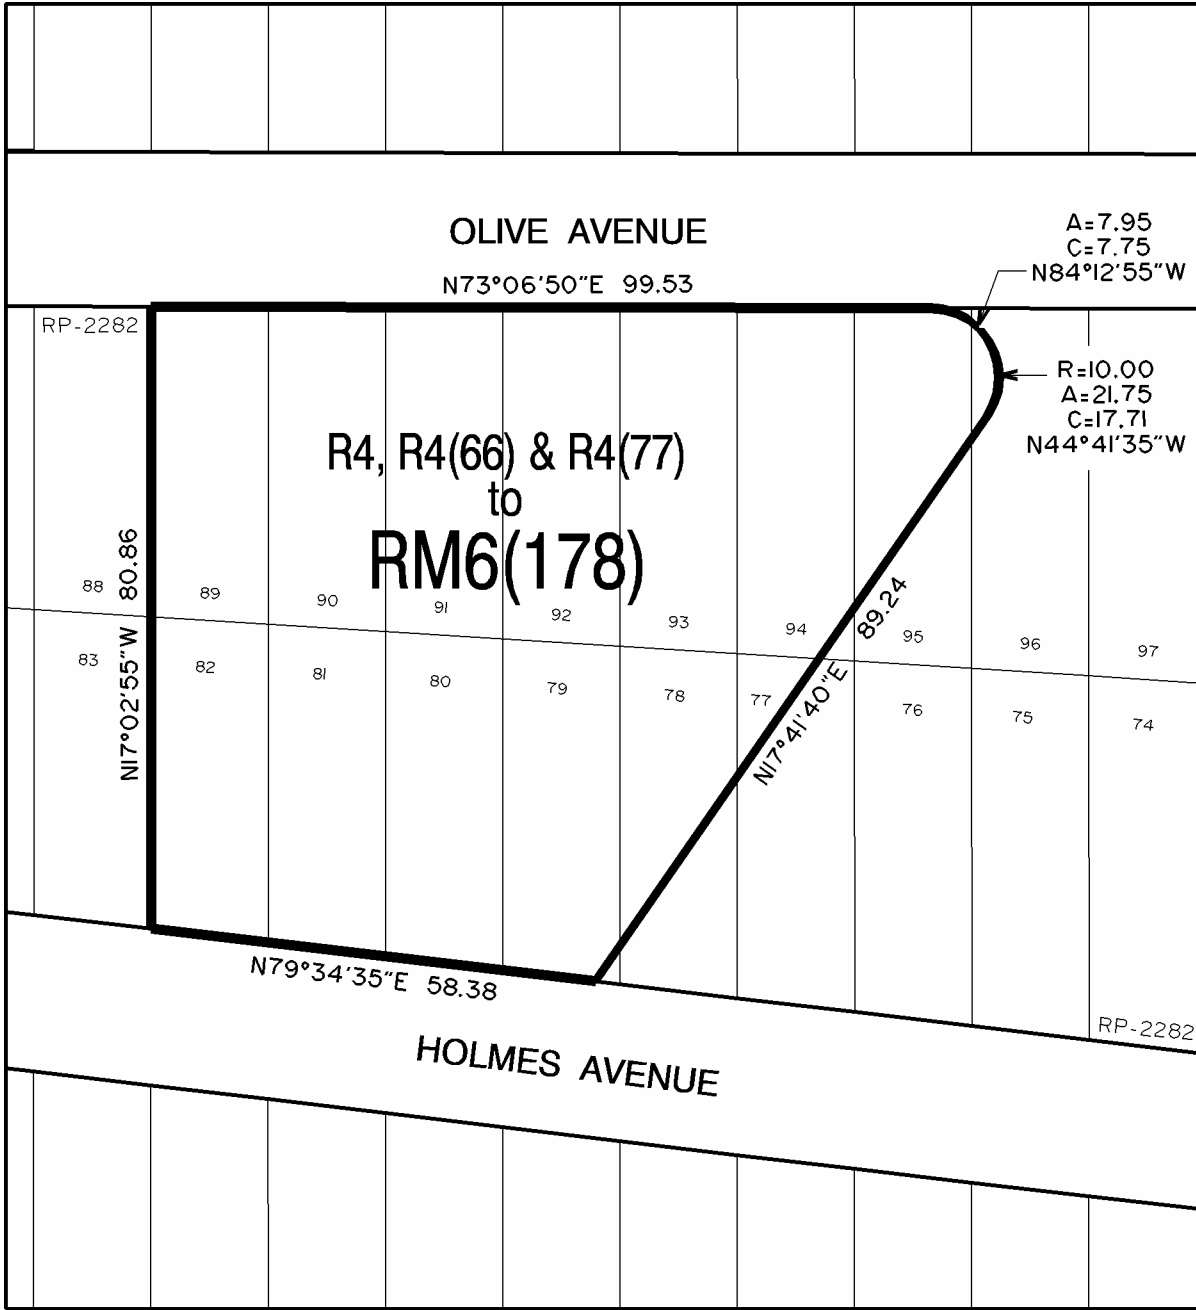 OLIVE AVENUE
N73°06'50"E 99.53
A=7.95
C=7.75
N84°12'55"W
RP-2282
R=10.00
A=21.75
C=17.71
N44°41'35"W
R4, R4(66) & R4(77)
to
RM6(178)
N17°02'55"W 80.86
N17°41'40"E 89.24
88 89 90 91 92 93 94 95 96 97
83 82 81 80 79 78 77 76 75 74
N79°34'35"E 58.38
RP-2282
HOLMES AVENUE